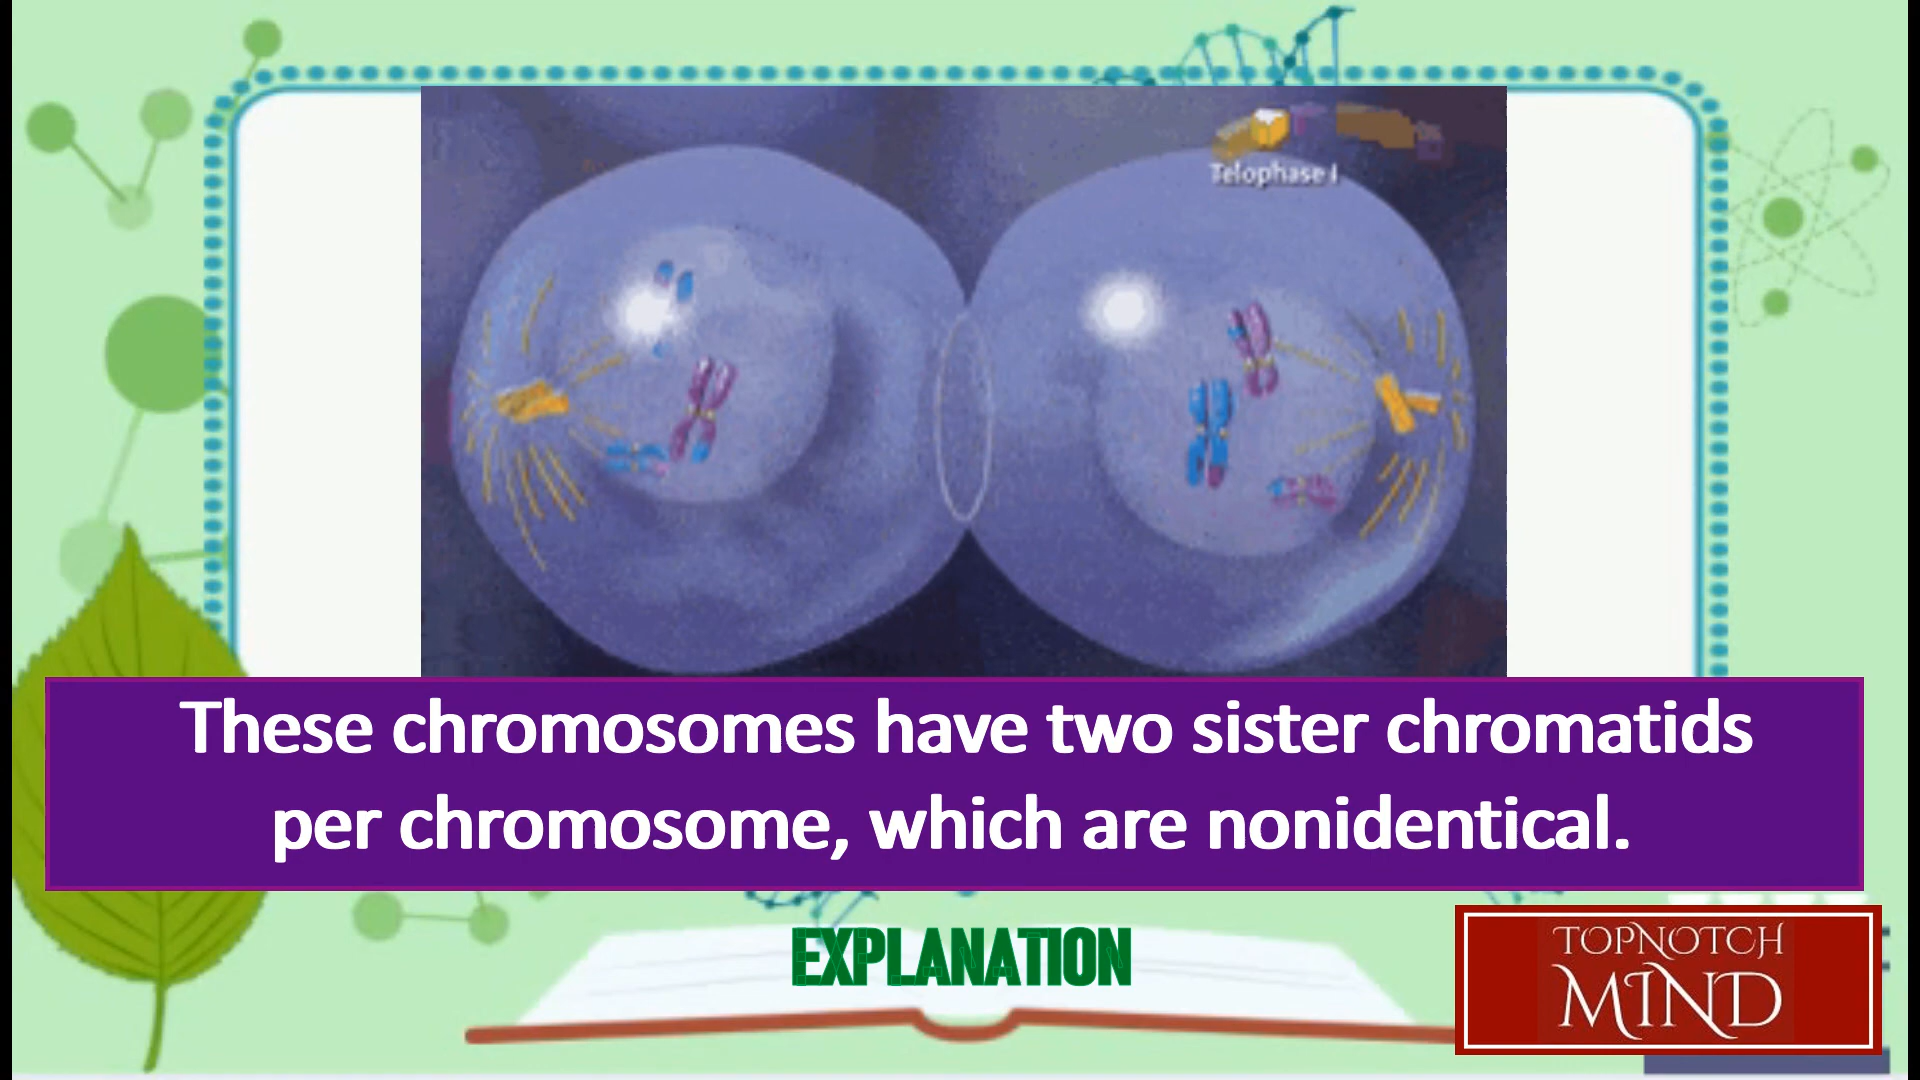 Telophase I
These chromosomes have two sister chromatids
per chromosome, which are nonidentical.
EXPLANATION
TOPNOTCH
MIND